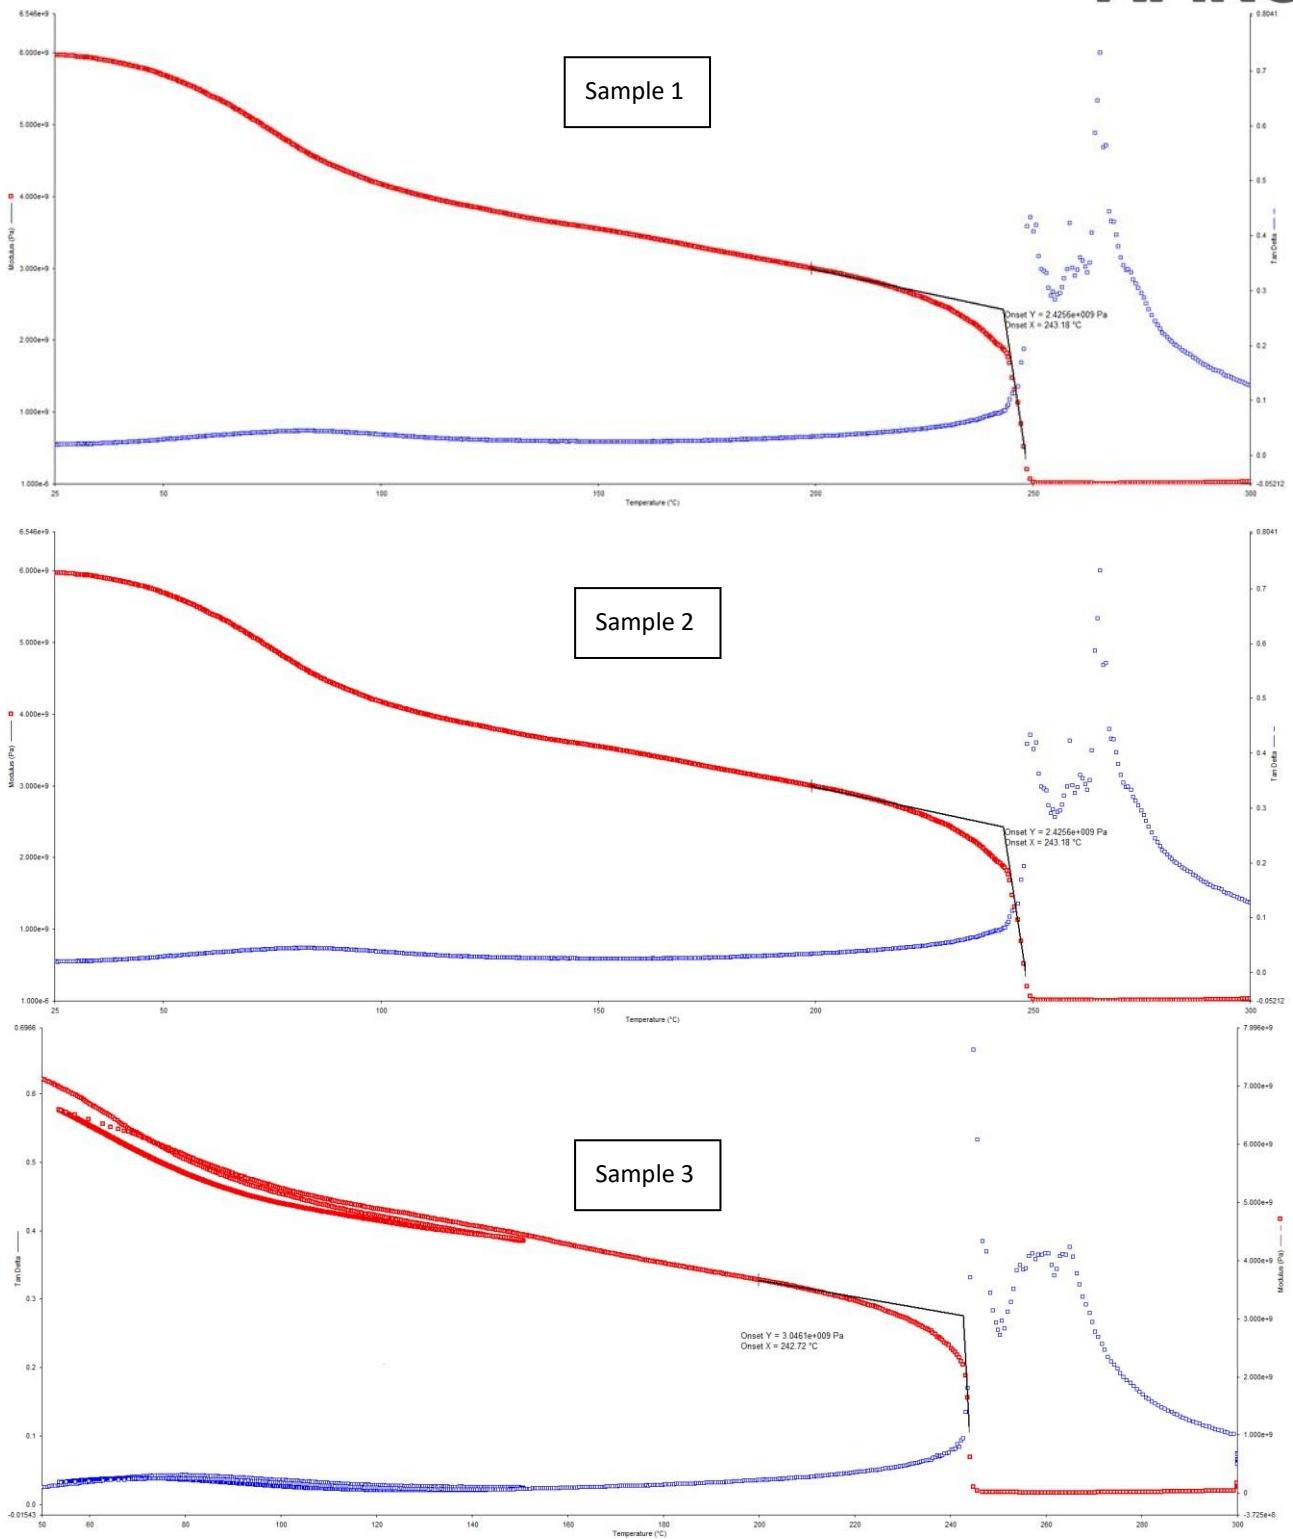 6.546e+9
0.8041
Sample 1
6.000e+9
5.000e+9
4.000e+9
3.000e+9
2.000e+9
1.000e+9
1.000e-6
Modulus (Pa)
0.7
0.6
0.5
0.4
0.3
0.2
0.1
0.0
-0.05212
Tan Delta
Onset Y = 2.4256e+009 Pa
Onset X = 243.18 °C
25
50
100
150
200
250
300
Temperature (°C)
6.546e+9
0.8041
Sample 2
6.000e+9
5.000e+9
4.000e+9
3.000e+9
2.000e+9
1.000e+9
1.000e-6
Modulus (Pa)
0.7
0.6
0.5
0.4
0.3
0.2
0.1
0.0
-0.05212
Tan Delta
Onset Y = 2.4256e+009 Pa
Onset X = 243.18 °C
25
50
100
150
200
250
300
Temperature (°C)
0.6966
7.896e+9
Sample 3
0.6
0.5
0.4
0.3
0.2
0.1
0.0
-0.01543
Tan Delta
7.000e+9
6.000e+9
5.000e+9
4.000e+9
3.000e+9
2.000e+9
1.000e+9
0
-3.725e+8
Modulus (Pa)
Onset Y = 3.0461e+009 Pa
Onset X = 242.72 °C
50
60
80
100
120
140
160
180
200
220
240
260
280
300
Temperature (°C)